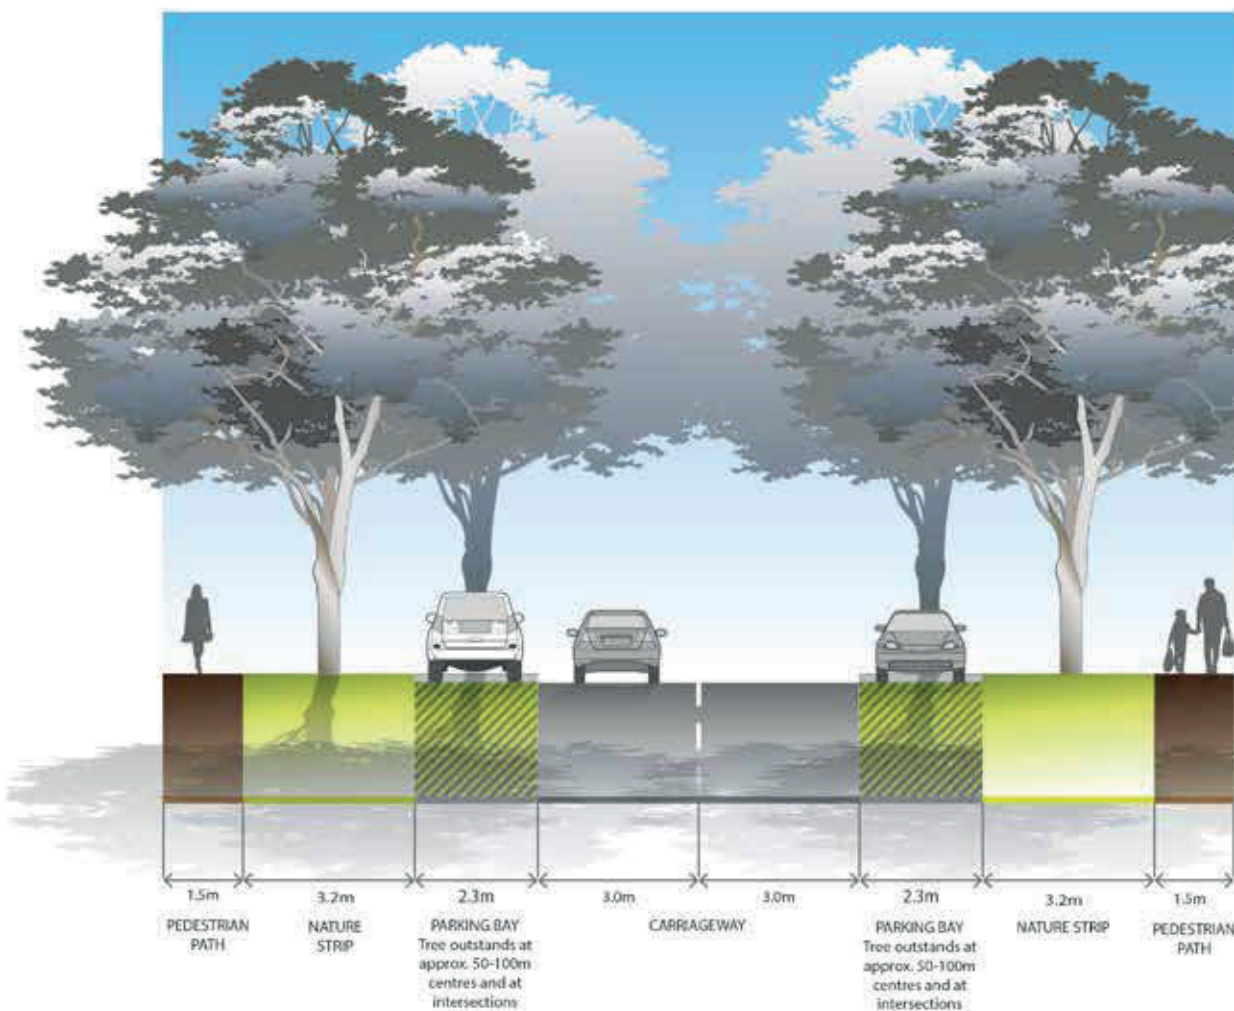 1.5m 3.2m 2.3m 3.0m 3.0m 2.3m 3.2m 1.5m
PEDESTRIAN
PATH
NATURE
STRIP
PARKING BAY
Tree outstands at
approx. 50-100m
centres and at
intersections
CARRIAGEWAY
PARKING BAY
Tree outstands at
approx. 50-100m
centres and at
intersections
NATURE STRIP
PEDESTRIAN
PATH